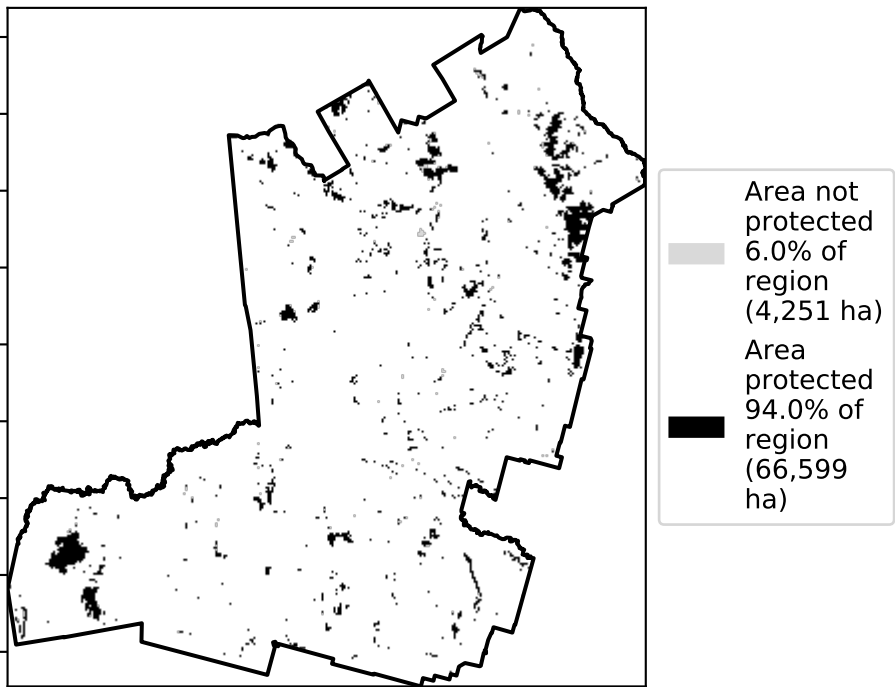 Area not
protected
6.0% of
region
(4,251 ha)
Area
protected
94.0% of
region
(66,599
ha)